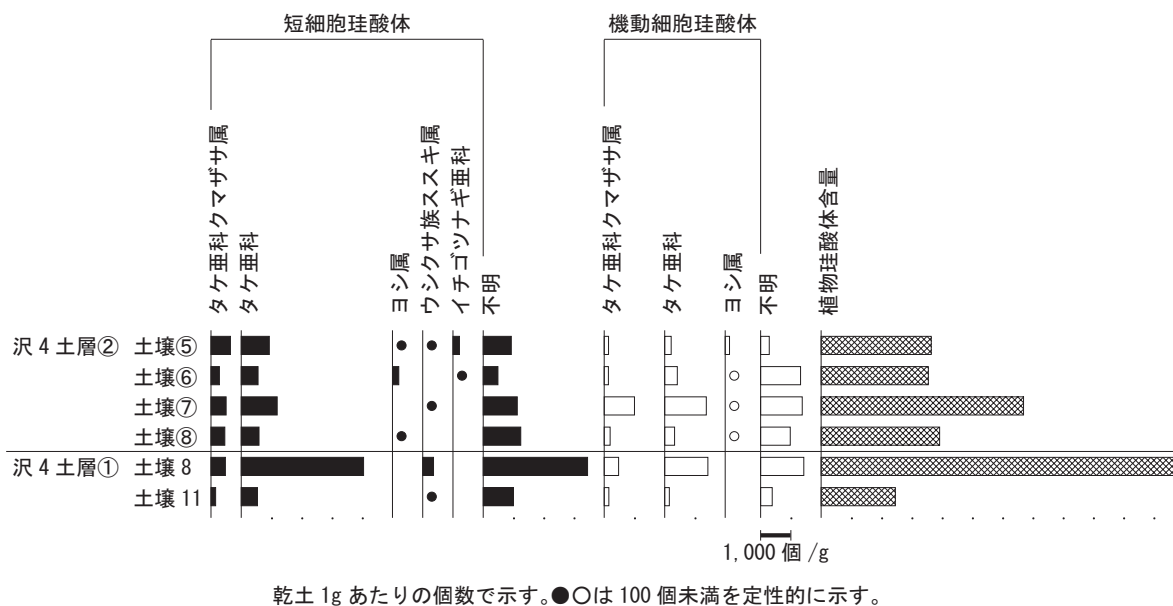 短細胞珪酸体
機動細胞珪酸体
タケ亜科クマザサ属
タケ亜科
ヨシ属
ウシクサ族ススキ属
イチゴツナギ亜科
不明
タケ亜科クマザサ属
タケ亜科
ヨシ属
不明
植物珪酸体含量
沢4土層② 土壌⑤
土壌⑥
土壌⑦
土壌⑧
沢4土層① 土壌8
土壌11
1,000個/g
乾土1gあたりの個数で示す。●○は100個未満を定性的に示す。